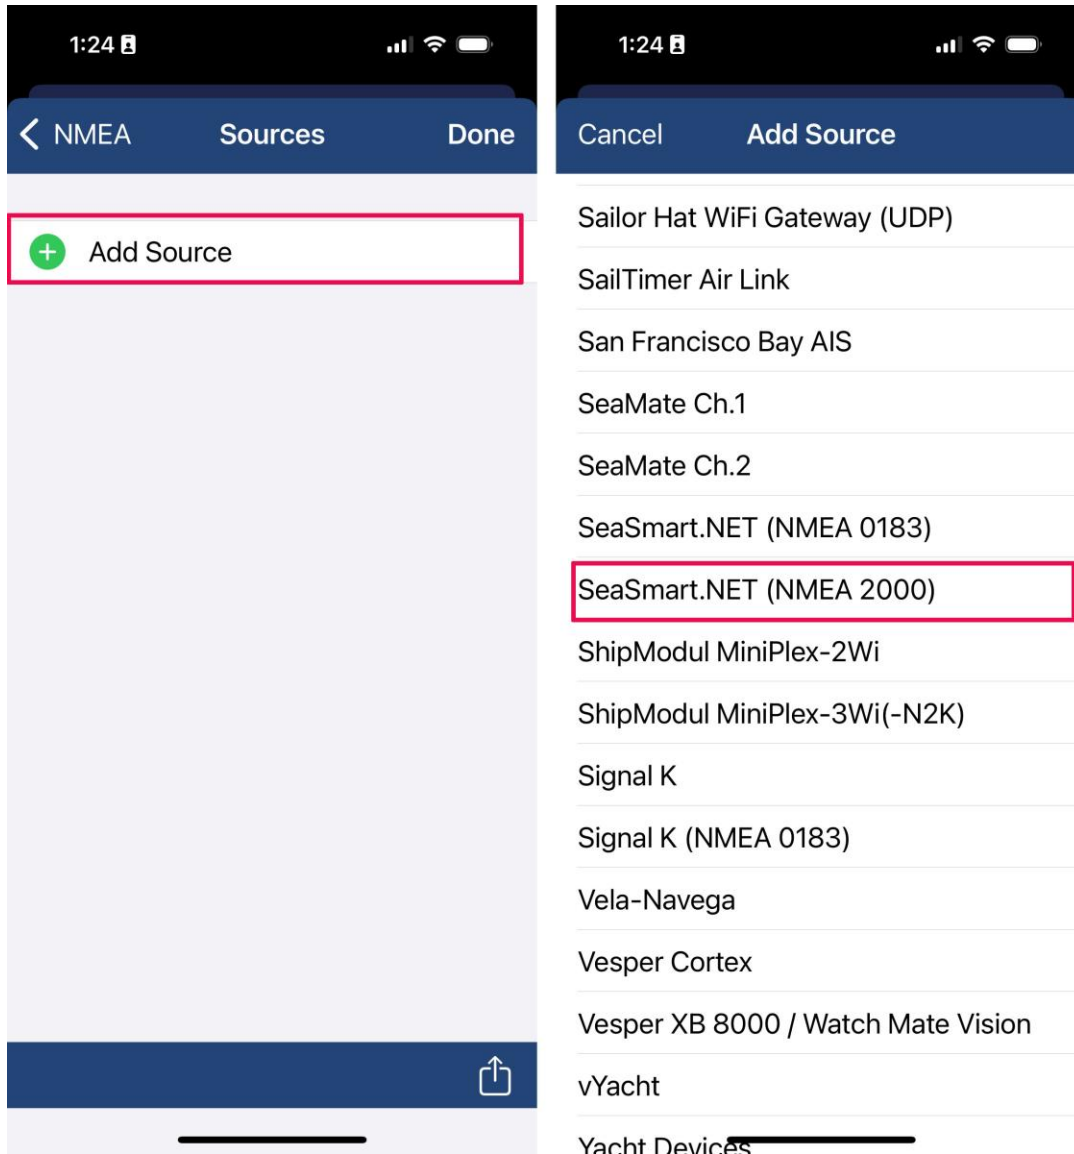 1:24
NMEA Sources Done
Add Source
1:24
Cancel Add Source
Sailor Hat WiFi Gateway (UDP)
SailTimer Air Link
San Francisco Bay AIS
SeaMate Ch.1
SeaMate Ch.2
SeaSmart.NET (NMEA 0183)
SeaSmart.NET (NMEA 2000)
ShipModul MiniPlex-2Wi
ShipModul MiniPlex-3Wi(-N2K)
Signal K
Signal K (NMEA 0183)
Vela-Navega
Vesper Cortex
Vesper XB 8000 / Watch Mate Vision
vYacht
Yacht Devices